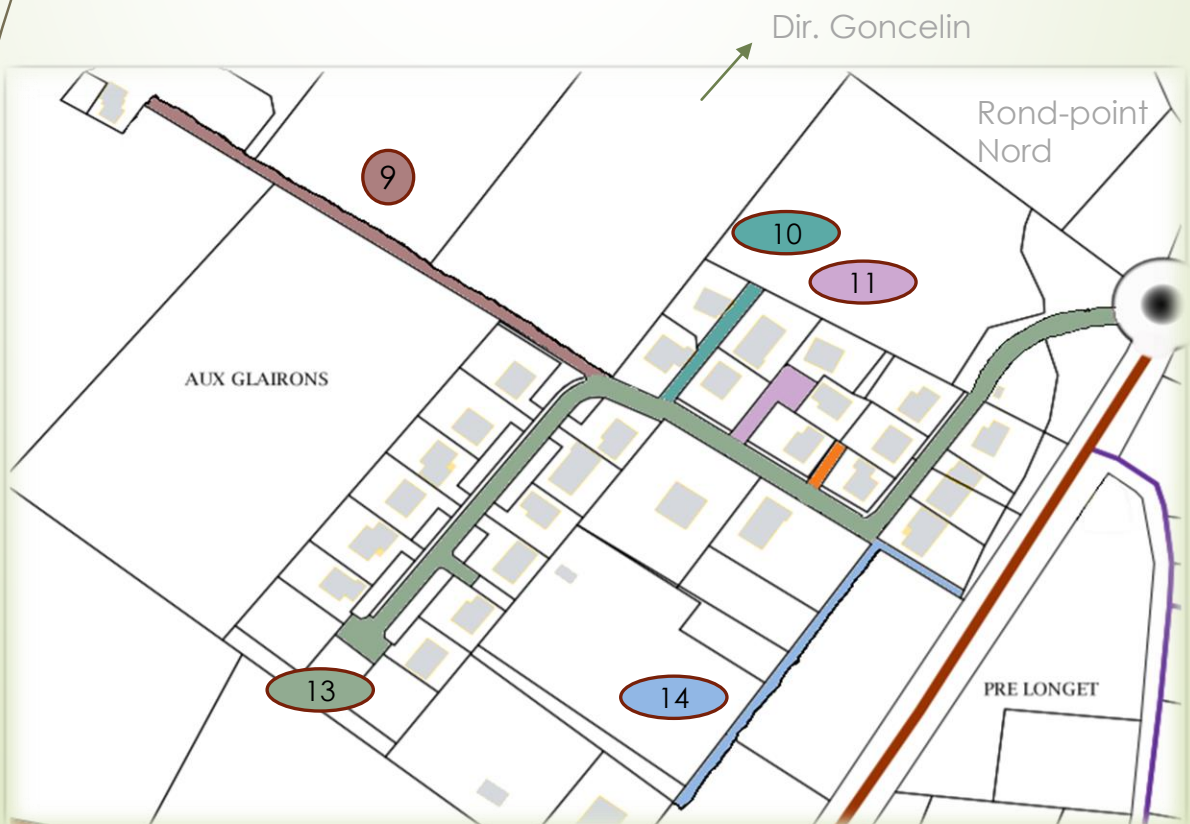 Dir. Goncelin
Rond-point
Nord
9
10
11
AUX GLAIRONS
13
14
PRE LONGET